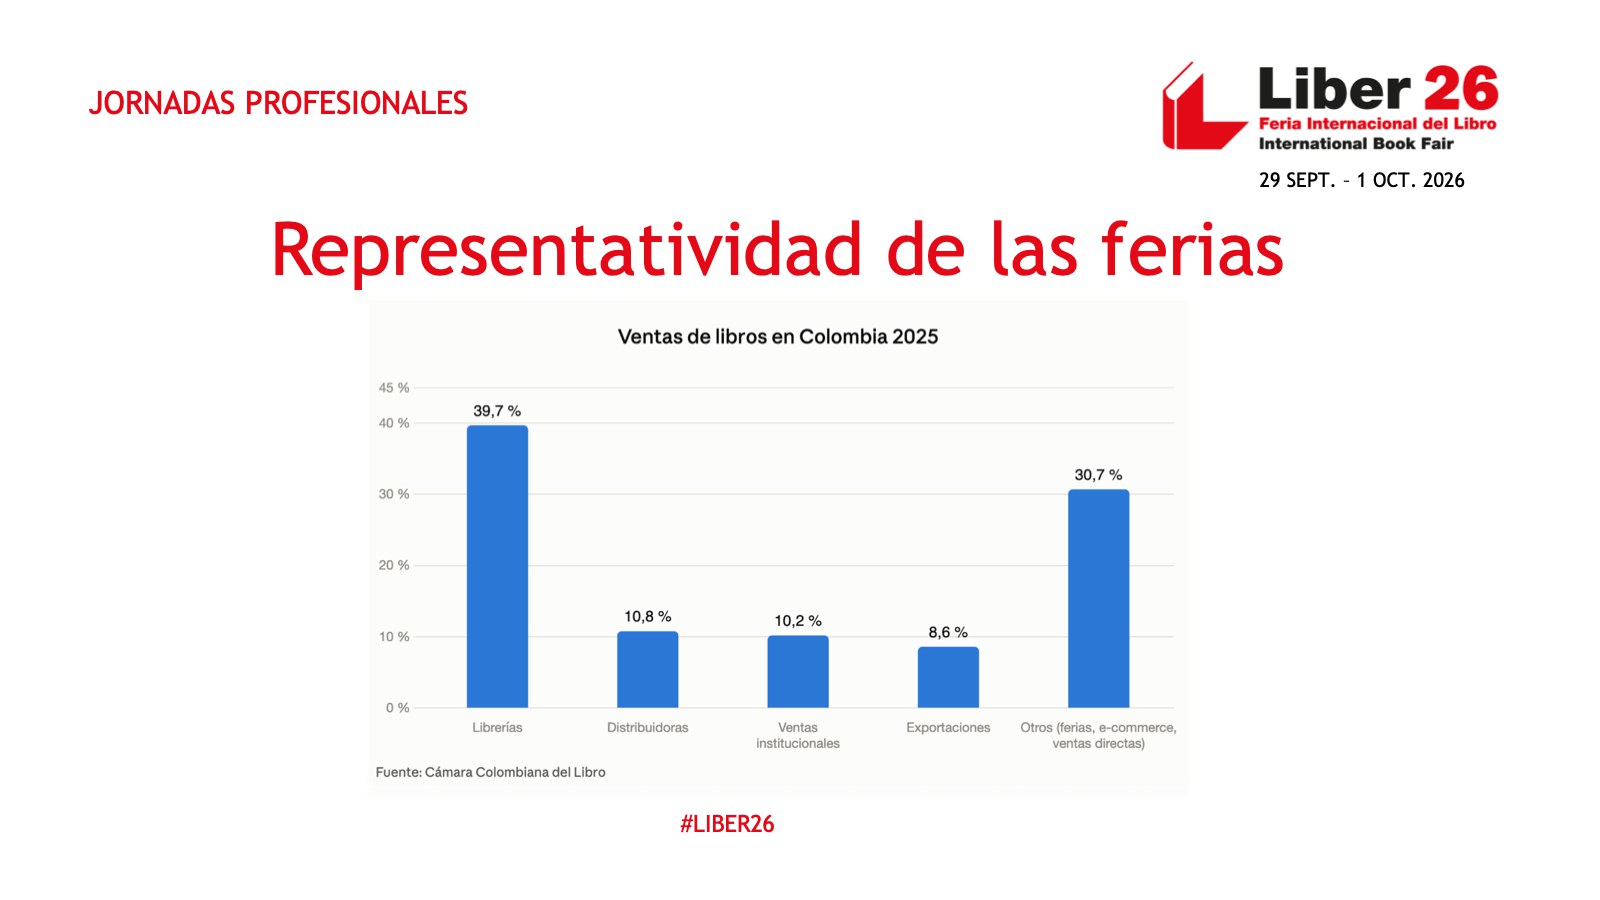 JORNADAS PROFESIONALES
Liber 26
Feria Internacional del Libro
International Book Fair
29 SEPT. - 1 OCT. 2026
Representatividad de las ferias
Ventas de libros en Colombia 2025
45 %
40 %
30 %
20 %
10 %
0 %
39,7 %
10,8 %
10,2 %
8,6 %
30,7 %
Librerías
Distribuidoras
Ventas
institucionales
Exportaciones
Otros (ferias, e-commerce,
ventas directas)
Fuente: Cámara Colombiana del Libro
#LIBER26